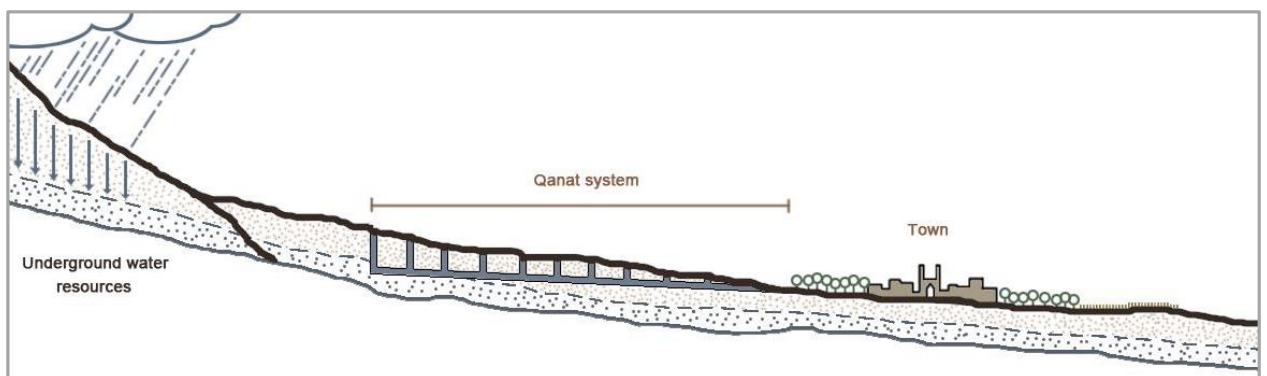 Qanat system
Town
Underground water
resources